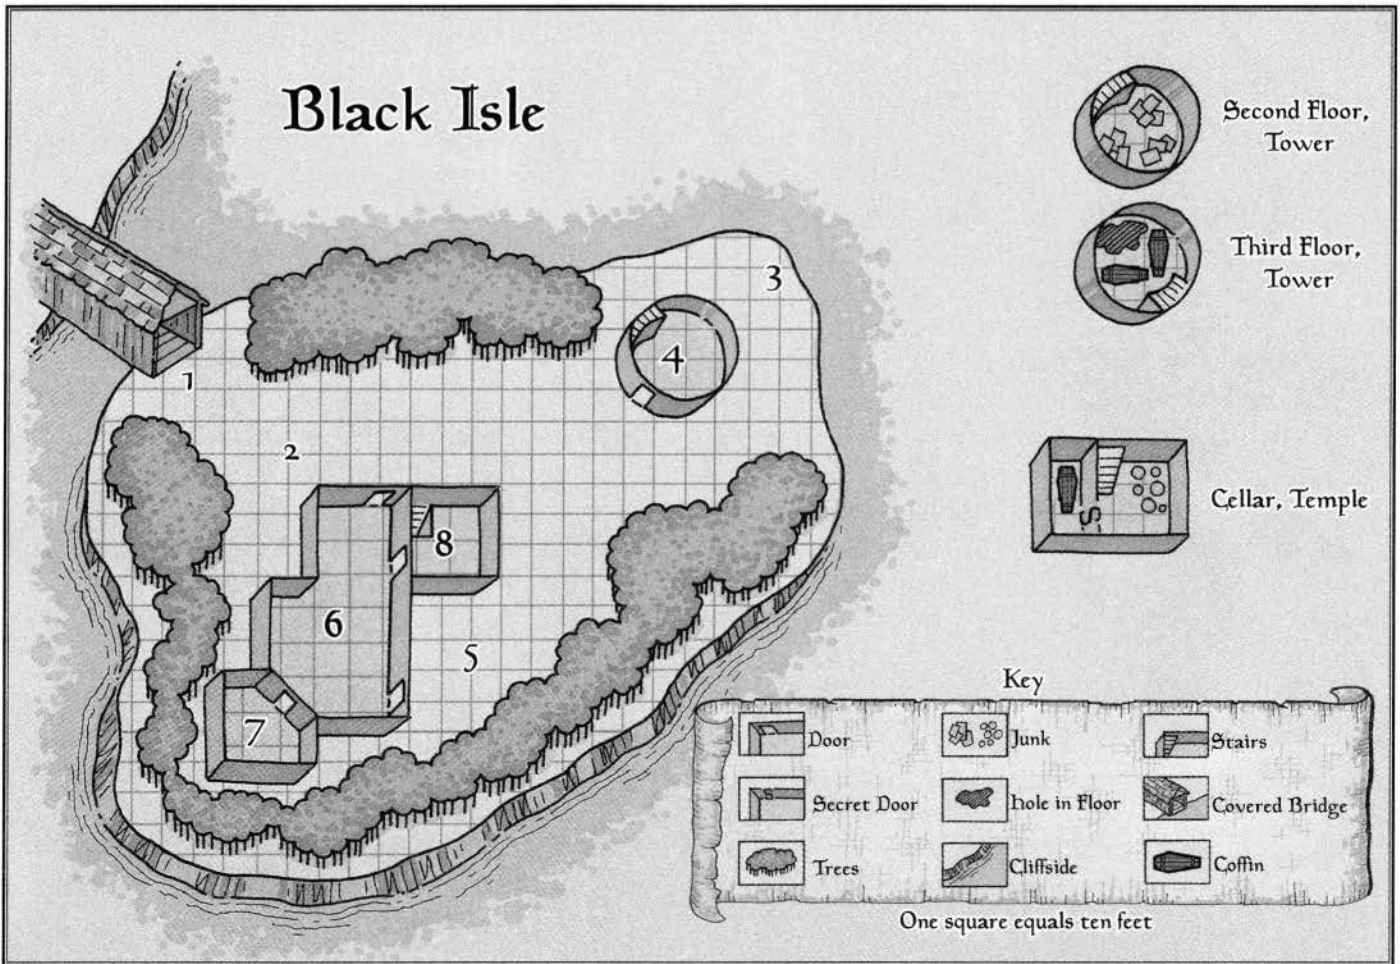 Black Isle
Second Floor,
Tower
Third Floor,
Tower
3
4
1
2
Cellar, Temple
S
8
6
5
7
Key
Door
Junk
Stairs
Secret Door
S
Hole in Floor
Covered Bridge
Trees
Cliffside
Coffin
One square equals ten feet